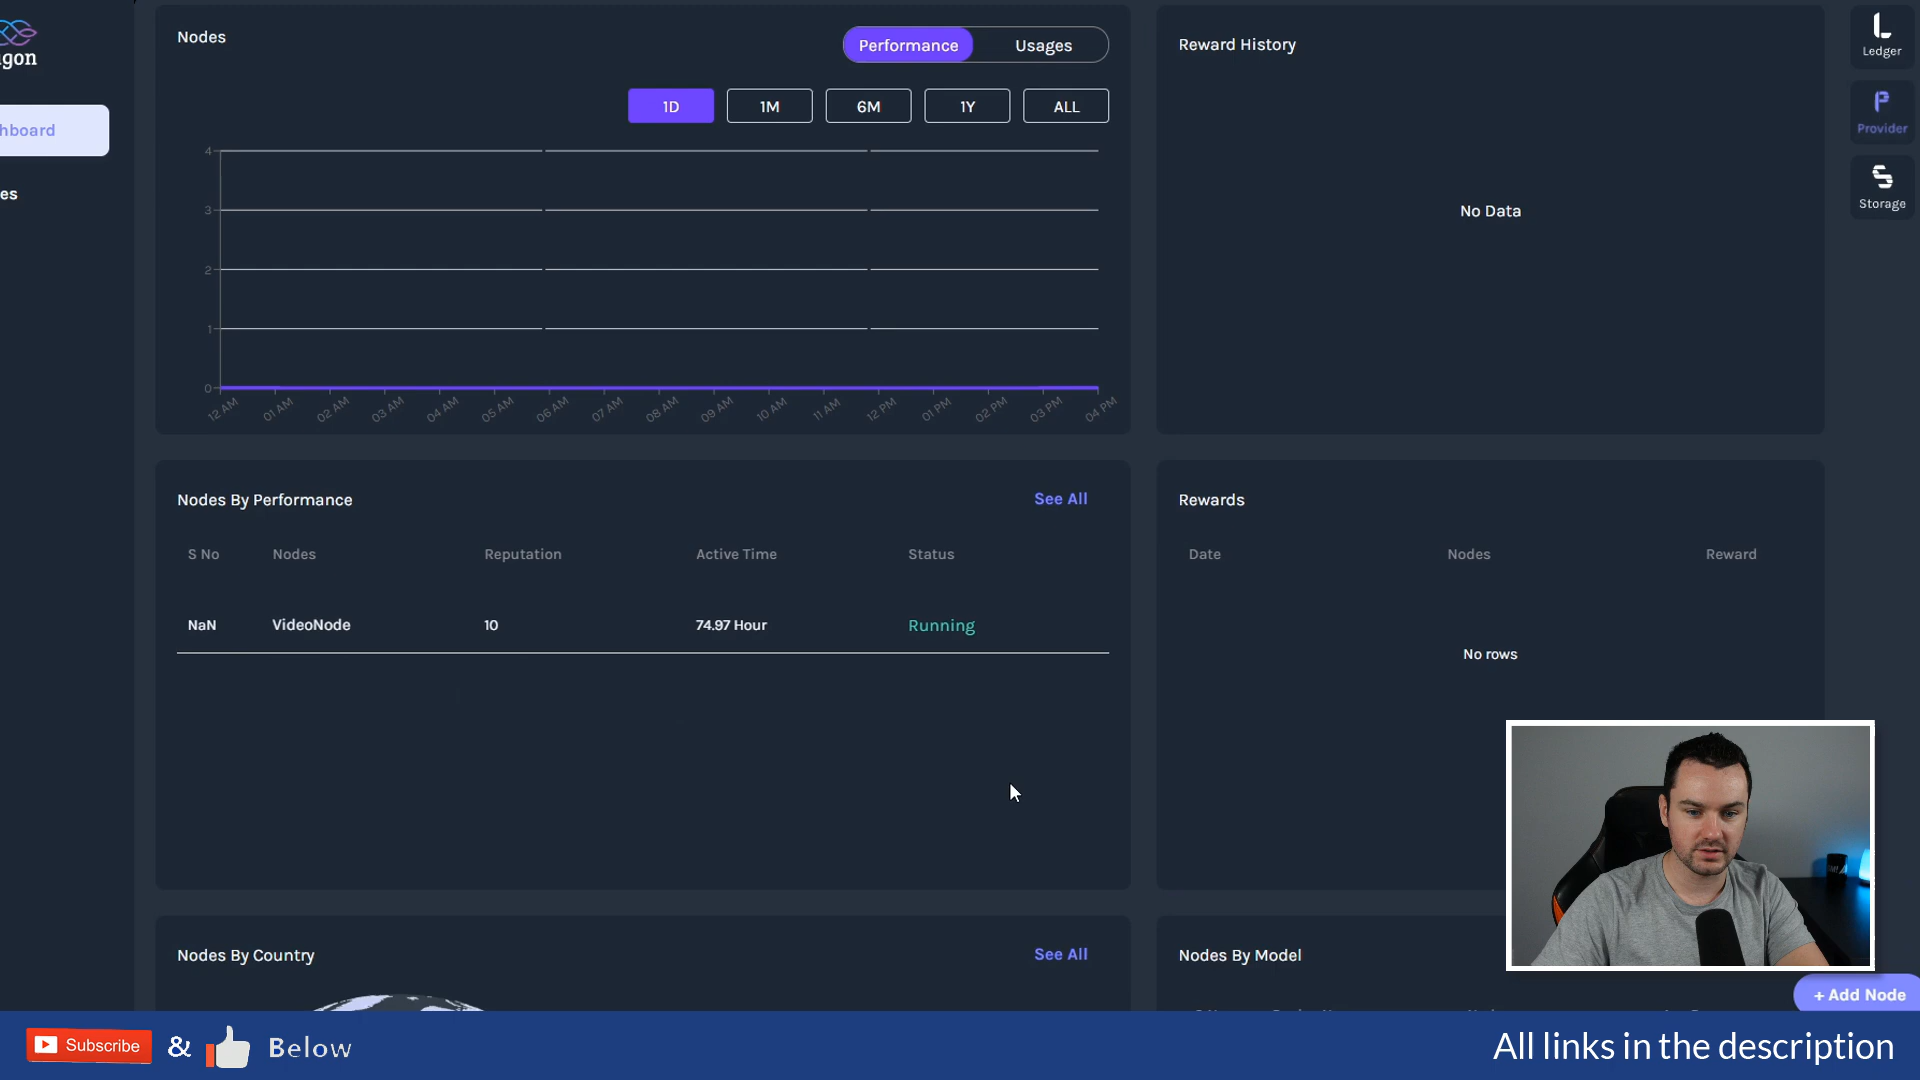 gon
hboard
es
Nodes
Performance
Usages
1D
1M
6M
1Y
ALL
4
3
2
1
0
12 AM
01 AM
02 AM
03 AM
04 AM
05 AM
06 AM
07 AM
08 AM
09 AM
10 AM
11 AM
12 PM
01 PM
02 PM
03 PM
04 PM
Reward History
No Data
L
Ledger
Provider
Storage
Nodes By Performance
See All
S No Nodes Reputation Active Time Status
NaN VideoNode 10 74.97 Hour Running
Rewards
Date Nodes Reward
No rows
Nodes By Country
See All
Nodes By Model
+ Add Node
Subscribe & Below
All links in the description